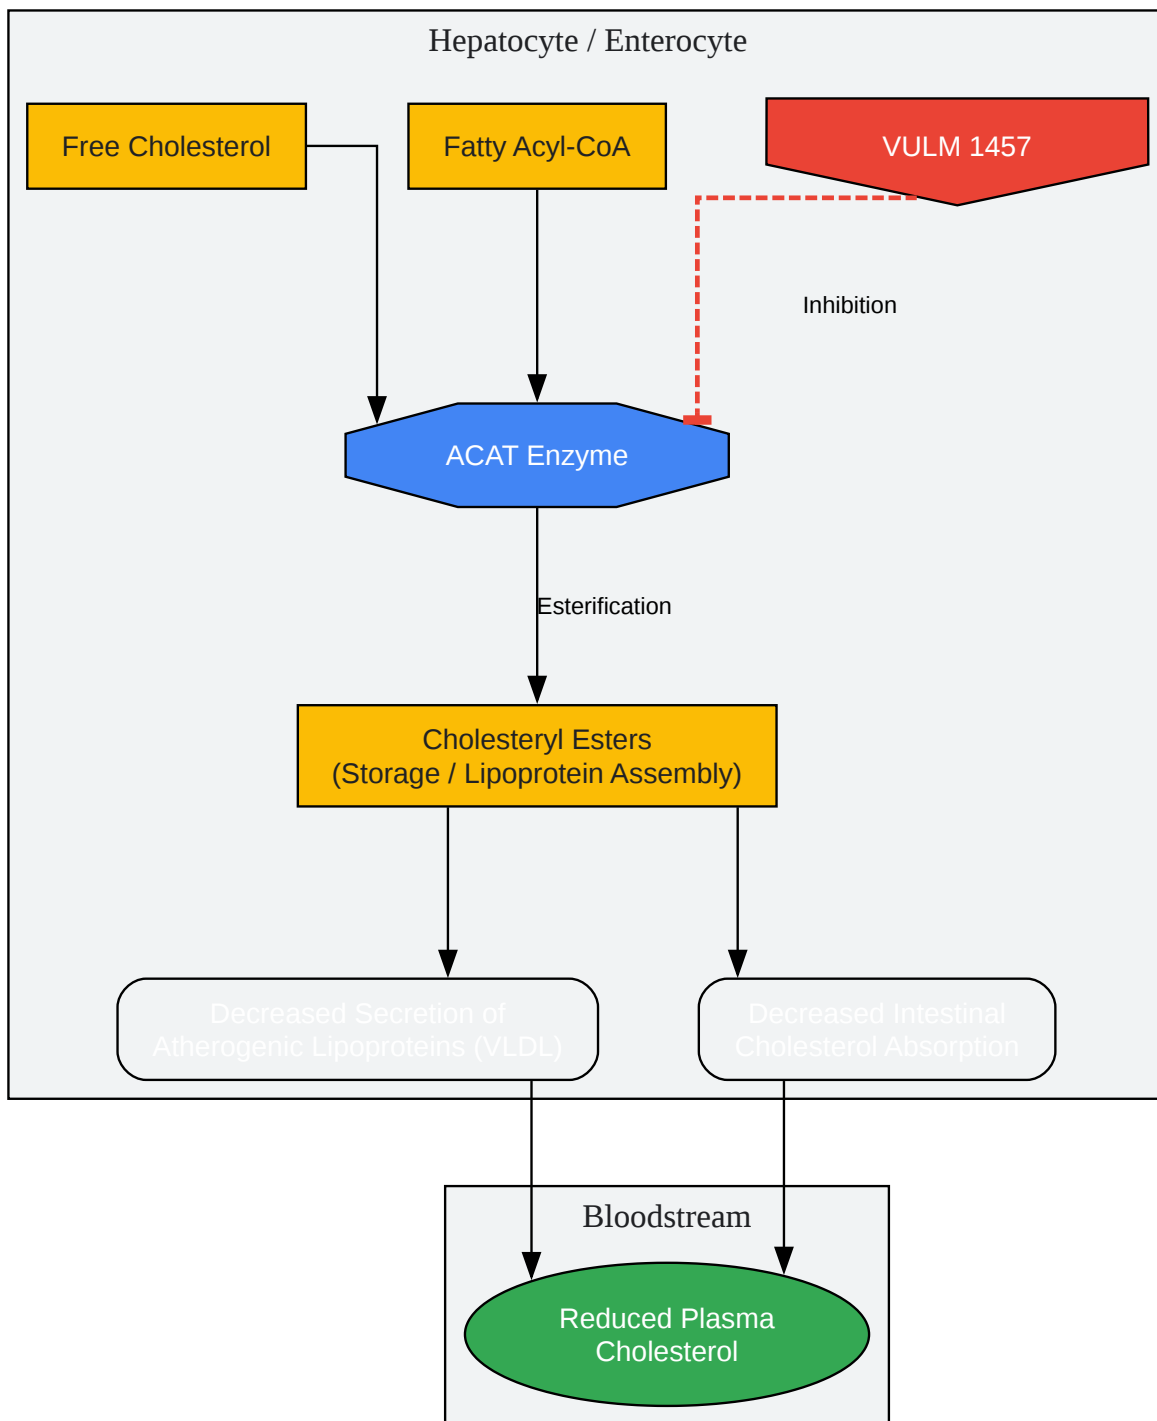 Hepatocyte / Enterocyte
Free Cholesterol
Fatty Acyl-CoA
VULM 1457
Inhibition
ACAT Enzyme
Esterification
Cholesteryl Esters
(Storage / Lipoprotein Assembly)
Decreased Secretion of
Atherogenic Lipoproteins (VLDL)
Decreased Intestinal
Cholesterol Absorption
Bloodstream
Reduced Plasma
Cholesterol